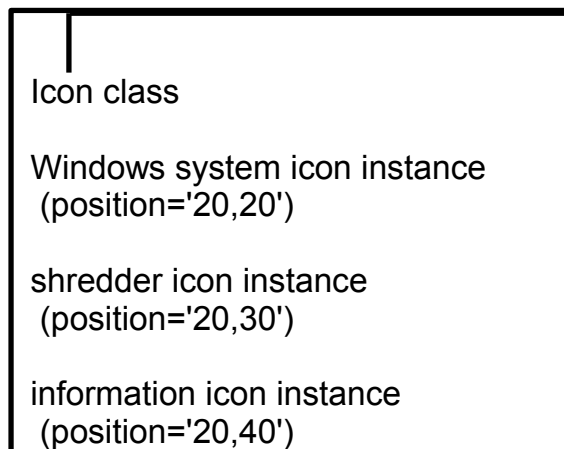 Icon class
Windows system icon instance
(position='20,20')
shredder icon instance
(position='20,30')
information icon instance
(position='20,40')